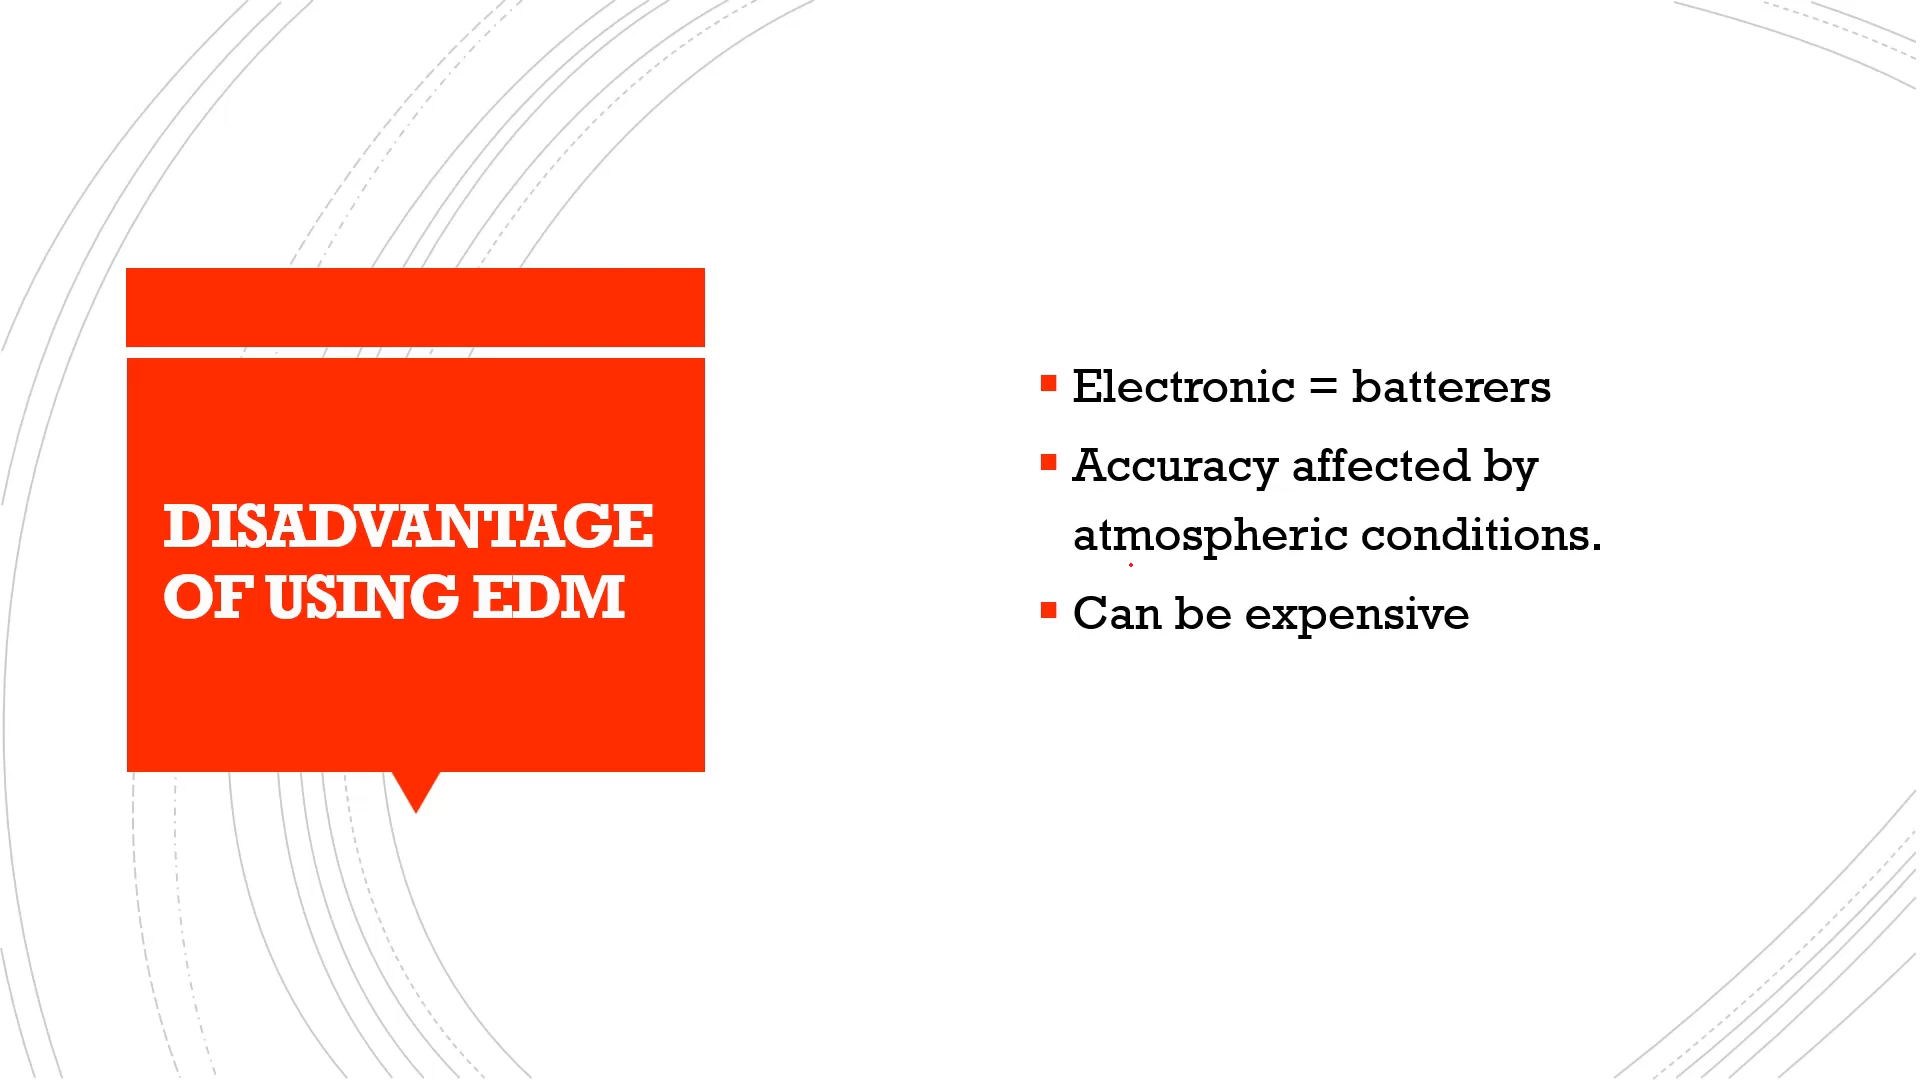 DISADVANTAGE
OF USING EDM
Electronic = batterers
Accuracy affected by
atmospheric conditions.
Can be expensive